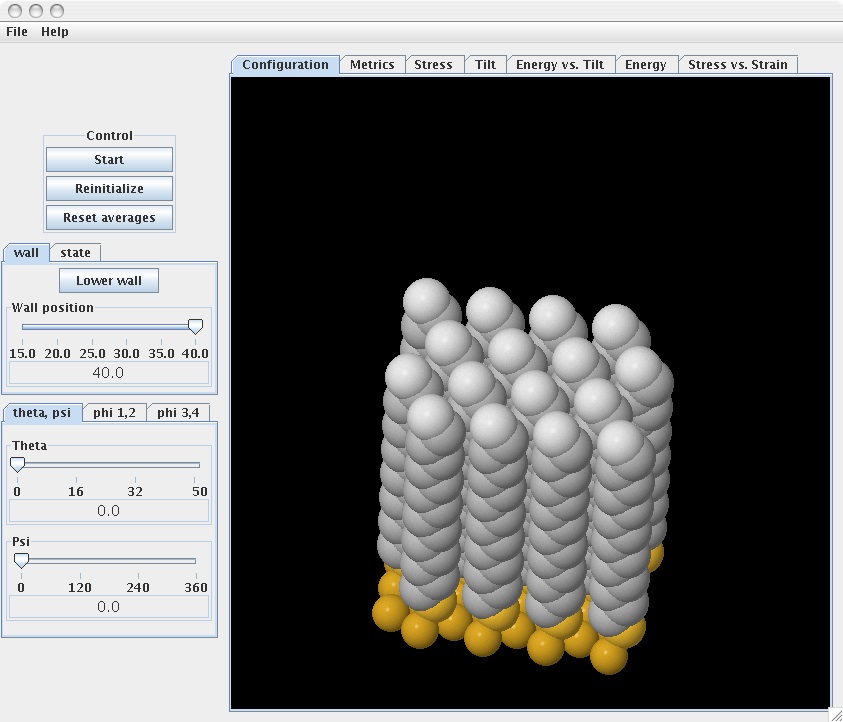 File Help
Configuration Metrics Stress Tilt Energy vs. Tilt Energy Stress vs. Strain
Control
Start
Reinitialize
Reset averages
wall state
Lower wall
Wall position
15.0 20.0 25.0 30.0 35.0 40.0
40.0
theta, psi phi 1,2 phi 3,4
Theta
0 16 32 50
0.0
Psi
0 120 240 360
0.0